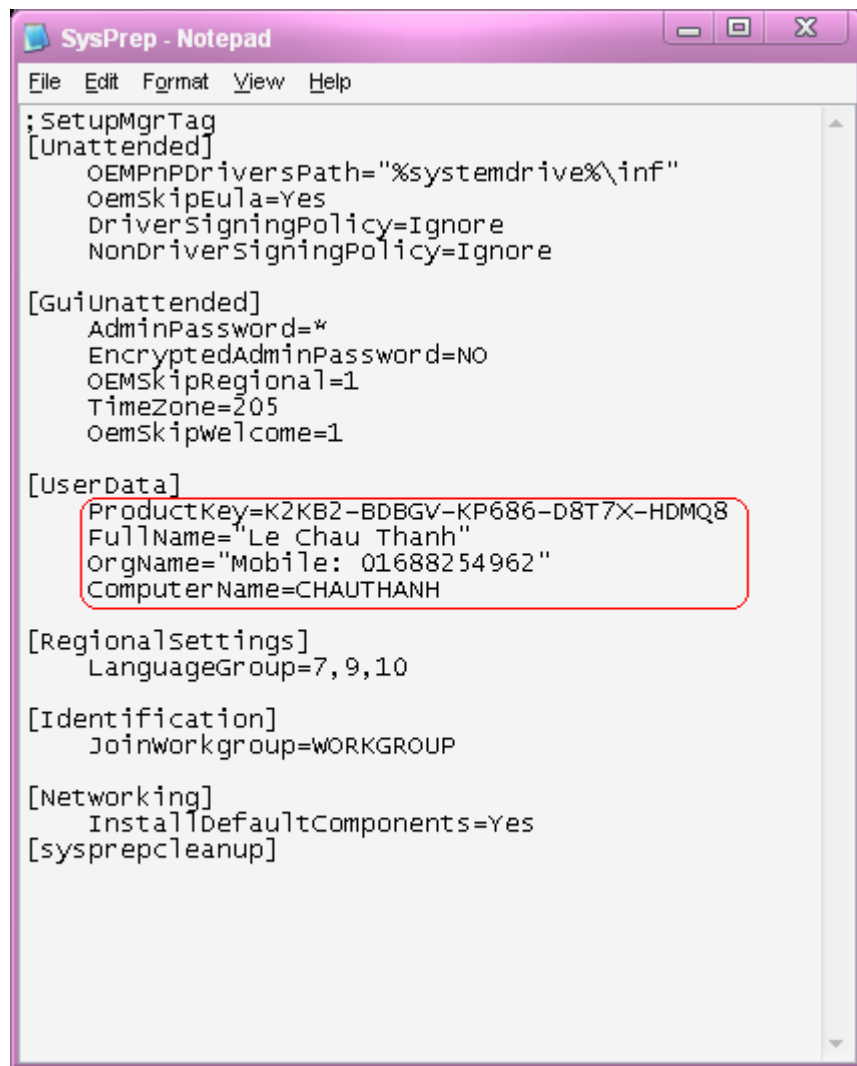 SysPrep - Notepad
File Edit Format View Help
;SetupMgrTag
[Unattended]
OEMPnPDriversPath="%systemdrive%\inf"
OemSkipEula=Yes
DriverSigningPolicy=Ignore
NonDriverSigningPolicy=Ignore
[GuiUnattended]
AdminPassword=*
EncryptedAdminPassword=NO
OEMSkipRegional=1
TimeZone=205
OemSkipWelcome=1
[UserData]
ProductKey=K2KB2-BDBGV-KP686-D8T7X-HDMQ8
FullName="Le Chau Thanh"
OrgName="Mobile: 01688254962"
ComputerName=CHAUTHANH
[RegionalSettings]
LanguageGroup=7,9,10
[Identification]
JoinWorkgroup=WORKGROUP
[Networking]
InstallDefaultComponents=Yes
[sysprepcleanup]